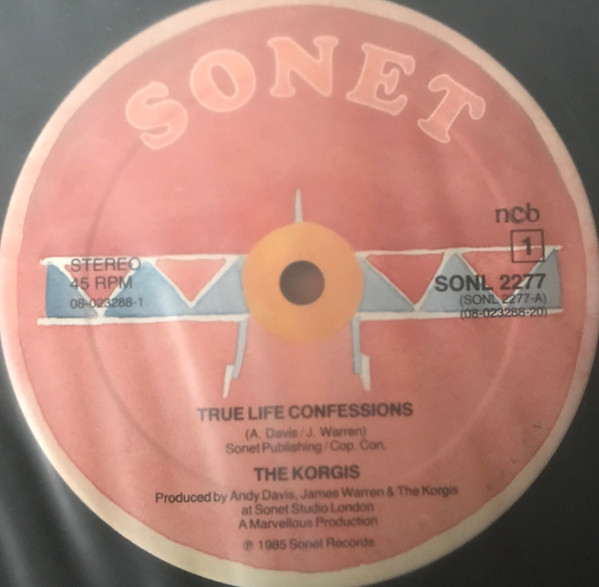 SONET
ncb
1
STEREO
45 RPM
08-023288-1
SONL 2277
(SONL 2277-A)
(08-023288-20)
TRUE LIFE CONFESSIONS
(A. Davis / J. Warren)
Sonet Publishing / Cop. Con.
THE KORGIS
Produced by Andy Davis, James Warren & The Korgis
at Sonet Studio London
A Marvellous Production
℗ 1985 Sonet Records